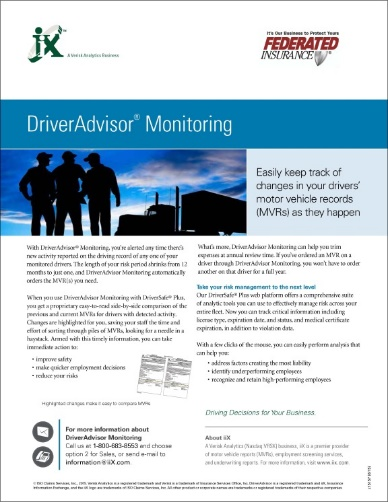 iiX™
A Verisk Analytics Business
It's Our Business to Protect Yours
FEDERATED
INSURANCE®
DriverAdvisor® Monitoring
Easily keep track of
changes in your drivers'
motor vehicle records
(MVRs) as they happen
With DriverAdvisor® Monitoring, you're alerted any time there's
new activity reported on the driving record of any one of your
monitored drivers. The length of your risk period shrinks from 12
months to just one, and DriverAdvisor Monitoring automatically
orders the MVR(s) you need.
When you use DriverAdvisor Monitoring with DriverSafe® Plus,
you get a proprietary easy-to-read side-by-side comparison of the
previous and current MVRs for drivers with detected activity.
Changes are highlighted for you, saving your staff the time and
effort of sorting through piles of MVRs, looking for a needle in a
haystack. Armed with this timely information, you can take
immediate action to:
• improve safety
• make quicker employment decisions
• reduce your risks
Highlighted changes make it easy to compare MVRs.
What's more, DriverAdvisor Monitoring can help you trim
expenses at annual review time. If you've ordered an MVR on a
driver through DriverAdvisor Monitoring, you won't have to order
another on that driver for a full year.
Take your risk management to the next level
Our DriverSafe® Plus web platform offers a comprehensive suite
of analytic tools you can use to effectively manage risk across your
entire fleet. Now you can track critical information including
license type, expiration date, and status, and medical certificate
expiration, in addition to violation data.
With a few clicks of the mouse, you can easily perform analysis that
can help you:
• address factors creating the most liability
• identify underperforming employees
• recognize and retain high-performing employees
Driving Decisions for Your Business.
For more information about
DriverAdvisor Monitoring
Call us at 1-800-683-8553 and choose
option 2 for Sales, or send e-mail to
information@iiX.com.
About iiX
A Verisk Analytics (Nasdaq:VRSK) business, iiX is a premier provider
of motor vehicle reports (MVRs), employment screening services,
and underwriting reports. For more information, visit www.iix.com.